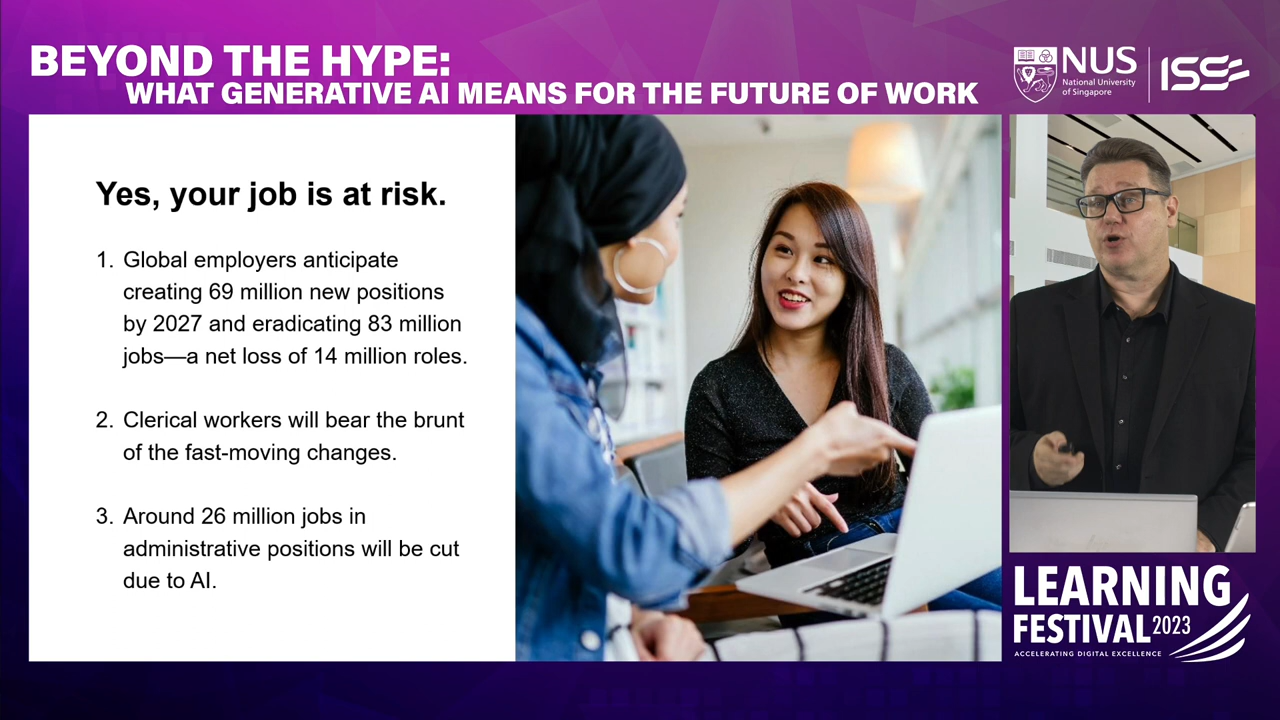 BEYOND THE HYPE:
WHAT GENERATIVE AI MEANS FOR THE FUTURE OF WORK
NUS
National University
of Singapore
ISS
Yes, your job is at risk.
1. Global employers anticipate
creating 69 million new positions
by 2027 and eradicating 83 million
jobs—a net loss of 14 million roles.
2. Clerical workers will bear the brunt
of the fast-moving changes.
3. Around 26 million jobs in
administrative positions will be cut
due to AI.
LEARNING
FESTIVAL 2023
ACCELERATING DIGITAL EXCELLENCE